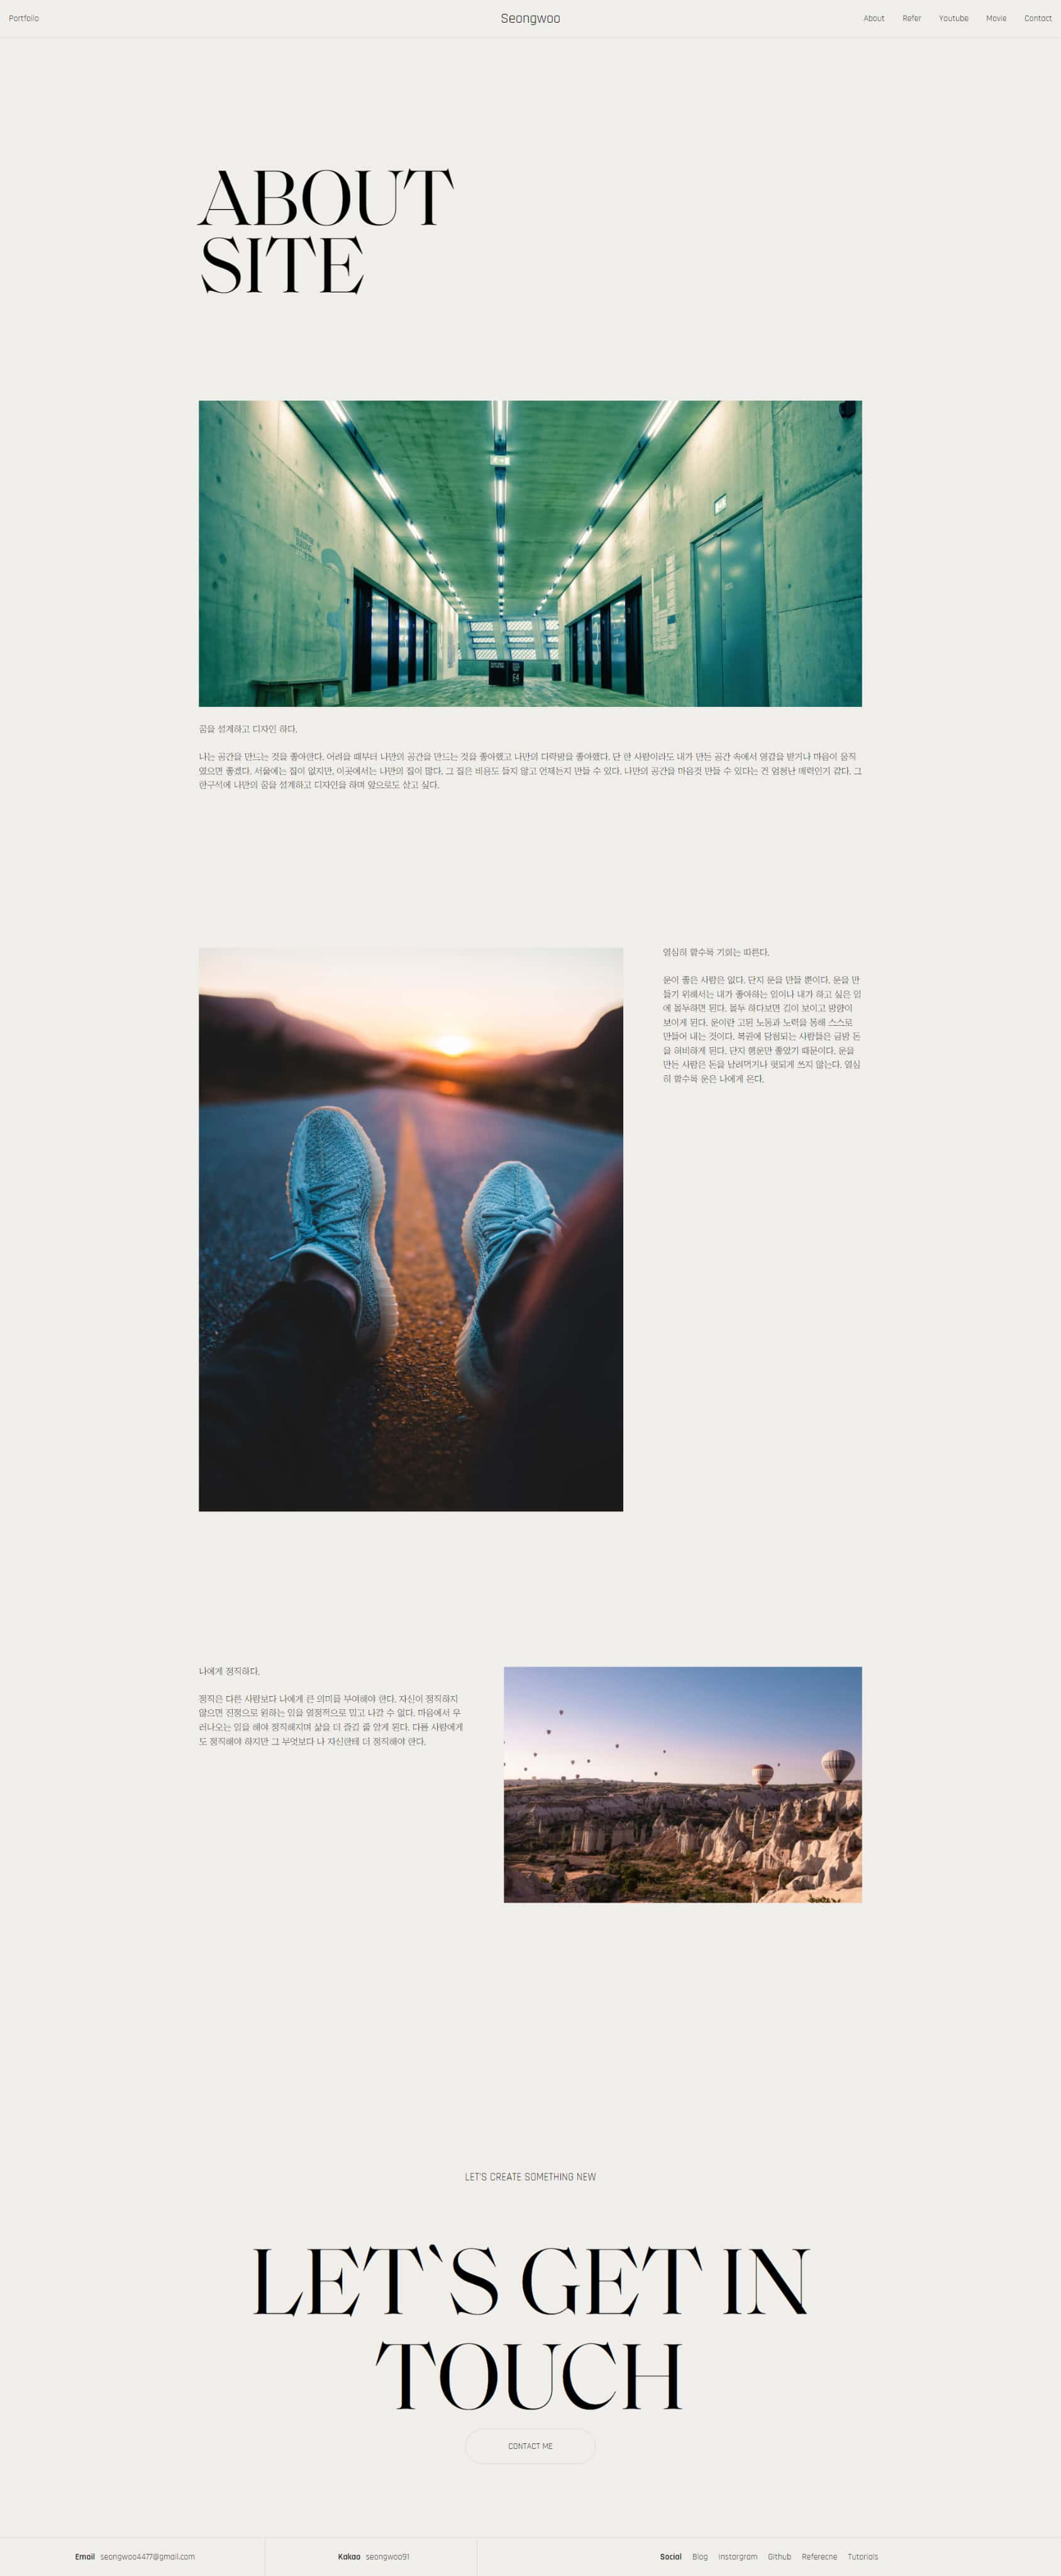 Portfoilo
Seongwoo
About Refer Youtube Movie Contact
ABOUT
SITE
꿈을 설계하고 디자인 하다.
나는 공간을 만드는 것을 좋아한다. 어려을 때부터 나만의 공간을 만드는 것을 좋아했고 나만의 다락방을 좋아했다. 단 한 사람이라도 내가 만든 공간 속에서 영감을 받거나 마음이 움직
였으면 좋겠다. 서울에는 집이 없지만, 이곳에서는 나만의 집이 많다. 그 집은 비용도 들지 않고 언제든지 만들 수 있다. 나만의 공간을 마음껏 만들 수 있다는 건 엄청난 매력인기 같다. 그
한구석에 나만의 꿈을 설계하고 디자인을 하며 앞으로도 살고 싶다.
열심히 할수록 기회는 따른다.
운이 좋은 사람은 없다. 단지 운을 만들 뿐이다. 운을 만
들기 위해서는 내가 좋아하는 일이나 내가 하고 싶은 일
에 몰두하면 된다. 몰두 하다보면 길이 보이고 방향이
보이게 된다. 운이란 고된 노동과 노력을 통해 스스로
만들어 내는 것이다. 복권에 당첨되는 사람들은 금방 돈
을 허비하게 된다. 단지 행운만 좋았기 때문이다. 운을
만든 사람은 돈을 날려먹거나 헛되게 쓰지 않는다. 열심
히 할수록 운은 나에게 온다.
나에게 정직하다.
정직은 다른 사람보다 나에게 큰 의미를 부여해야 한다. 자신이 정직하지
않으면 진정으로 원하는 일을 열정적으로 밀고 나갈 수 없다. 마음에서 우
러나오는 일을 해야 정직해지며 삶을 더 즐길 줄 알게 된다. 다름 사람에게
도 정직해야 하지만 그 무엇보다 나 자신한테 더 정직해야 한다.
LET'S CREATE SOMETHING NEW
LET`S GET IN
TOUCH
CONTACT ME
Email seongwoo4477@gmail.com
Kakao seongwoo91
Social Blog instargram Github Referecne Tutorials